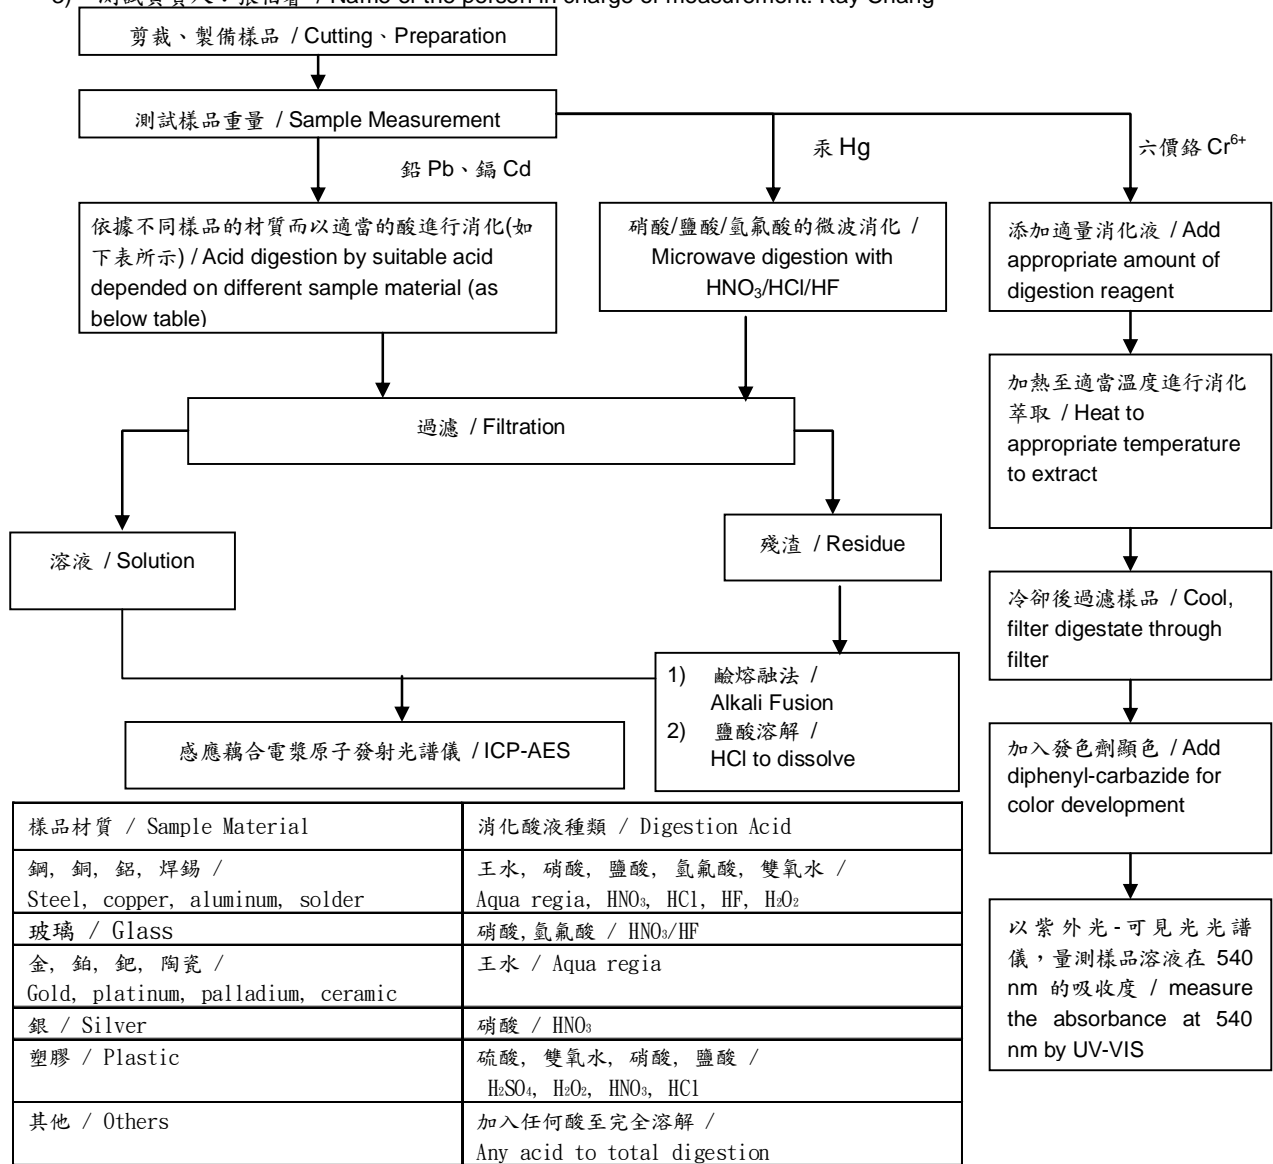 Name of the person in charge of measurement: Ray Chang
剪裁、製備樣品 / Cutting、Preparation
測試樣品重量 / Sample Measurement
鉛 Pb、鎘 Cd
汞 Hg
六價鉻 Cr⁶⁺
依據不同樣品的材質而以適當的酸進行消化(如
下表所示) / Acid digestion by suitable acid
depended on different sample material (as
below table)
硝酸/鹽酸/氫氟酸的微波消化 /
Microwave digestion with
HNO₃/HCl/HF
添加適量消化液 / Add
appropriate amount of
digestion reagent
加熱至適當溫度進行消化
萃取 / Heat to
appropriate temperature
to extract
過濾 / Filtration
溶液 / Solution
殘渣 / Residue
冷卻後過濾樣品 / Cool,
filter digestate through
filter
1) 鹼熔融法 /
Alkali Fusion
2) 鹽酸溶解 /
HCl to dissolve
感應藕合電漿原子發射光譜儀 / ICP-AES
加入發色劑顯色 / Add
diphenyl-carbazide for
color development
以紫外光-可見光光譜
儀，量測樣品溶液在 540
nm 的吸收度 / measure
the absorbance at 540
nm by UV-VIS
樣品材質 / Sample Material
消化酸液種類 / Digestion Acid
鋼, 銅, 鋁, 焊錫 /
Steel, copper, aluminum, solder
王水, 硝酸, 鹽酸, 氫氟酸, 雙氧水 /
Aqua regia, HNO₃, HCl, HF, H₂O₂
玻璃 / Glass
硝酸,氫氟酸 / HNO₃/HF
金, 鉑, 鈀, 陶瓷 /
Gold, platinum, palladium, ceramic
王水 / Aqua regia
銀 / Silver
硝酸 / HNO₃
塑膠 / Plastic
硫酸, 雙氧水, 硝酸, 鹽酸 /
H₂SO₄, H₂O₂, HNO₃, HCl
其他 / Others
加入任何酸至完全溶解 /
Any acid to total digestion